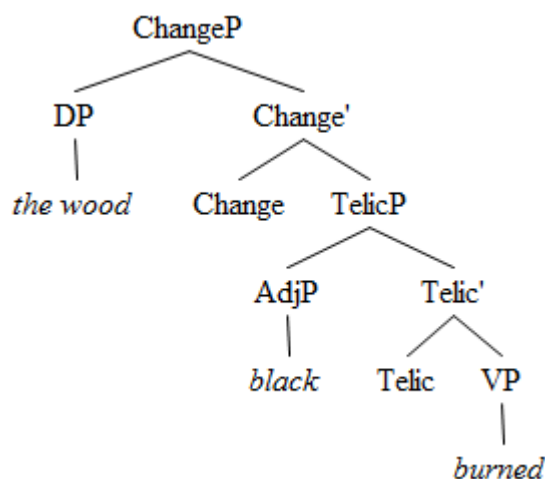 ChangeP
DP Change'
the wood Change TelicP
AdjP Telic'
black Telic VP
burned